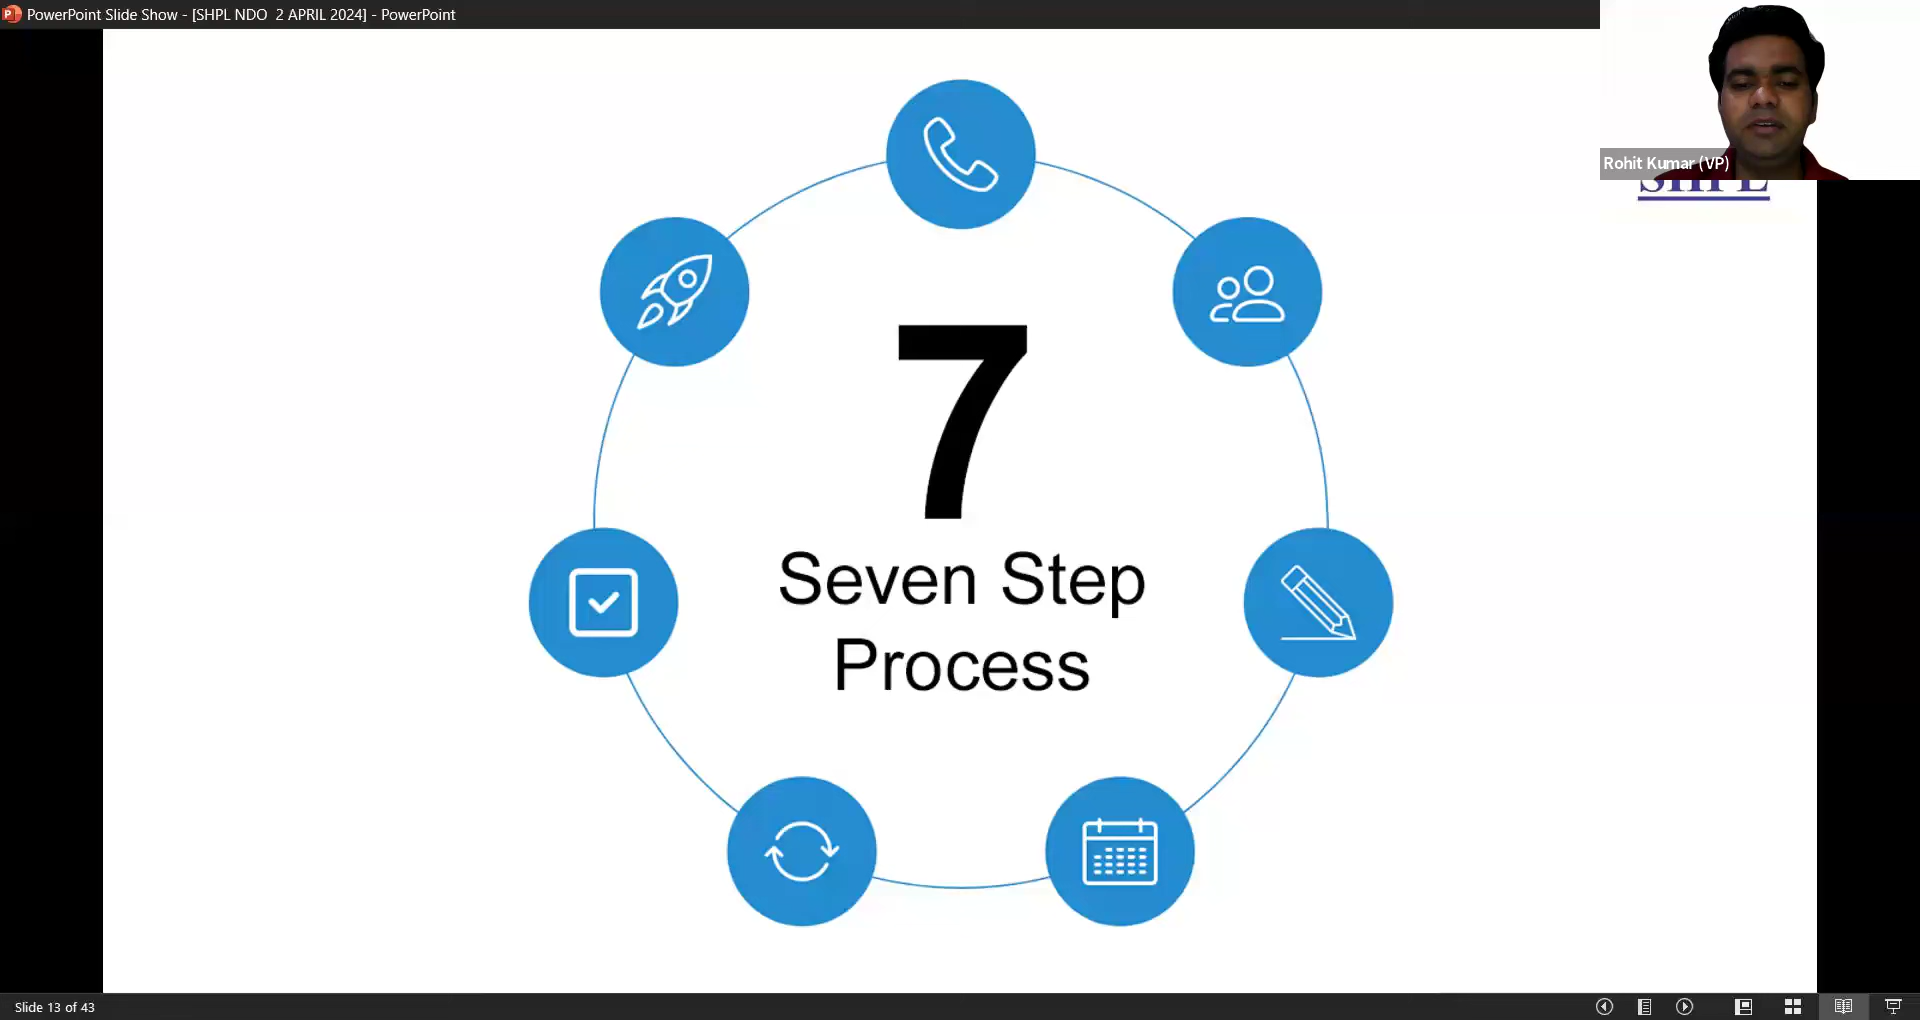 PowerPoint Slide Show - [SHPL NDO  2 APRIL 2024] - PowerPoint
Rohit Kumar (VP)
SHPL
7
Seven Step
Process
Slide 13 of 43